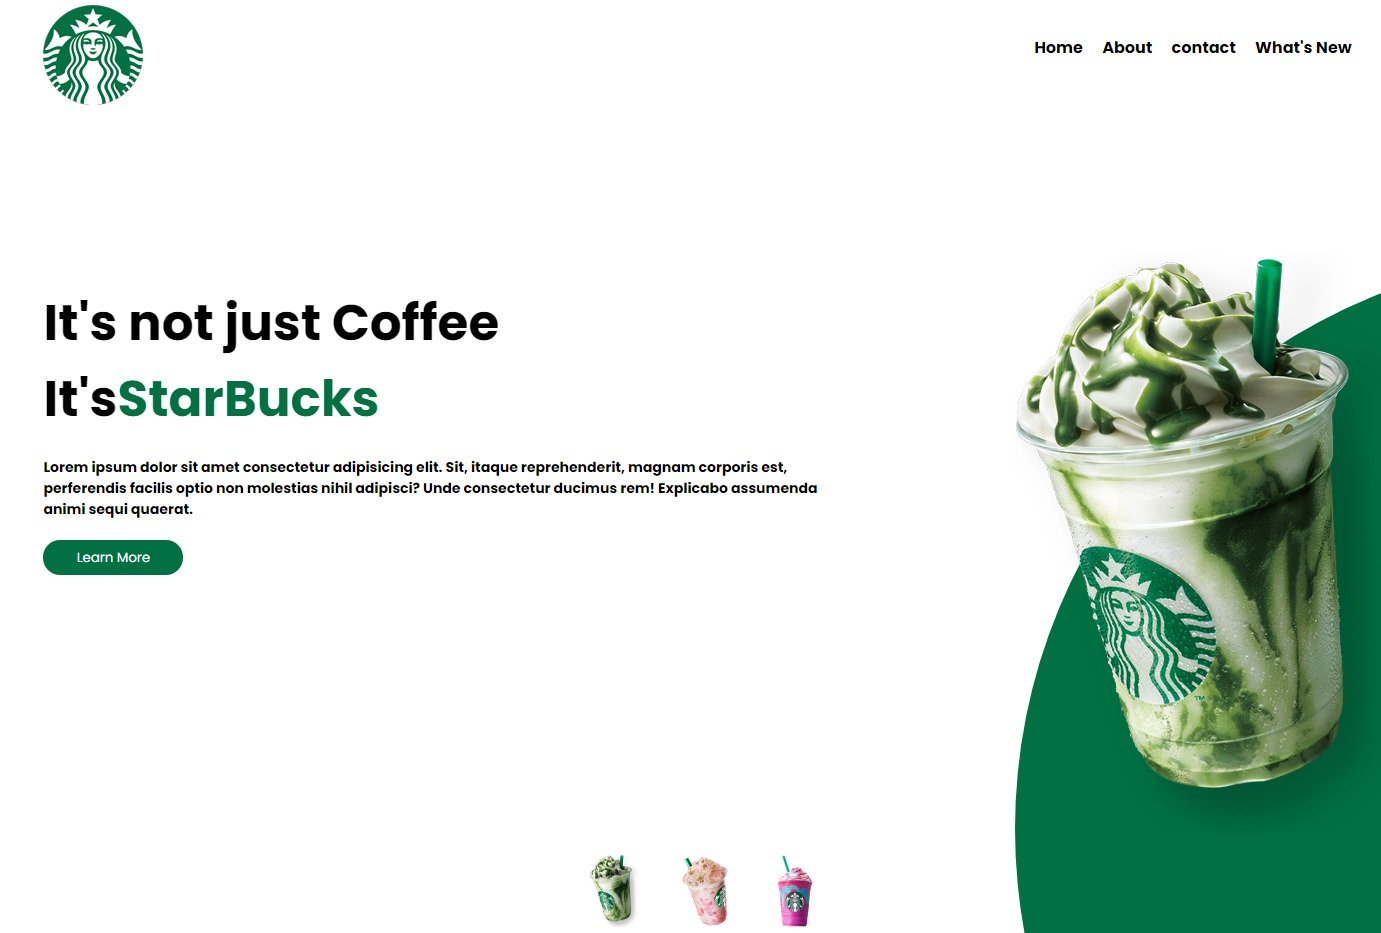 Home About contact What's New
It's not just Coffee
It'sStarBucks
Lorem ipsum dolor sit amet consectetur adipisicing elit. Sit, itaque reprehenderit, magnam corporis est,
perferendis facilis optio non molestias nihil adipisci? Unde consectetur ducimus rem! Explicabo assumenda
animi sequi quaerat.
Learn More
TM